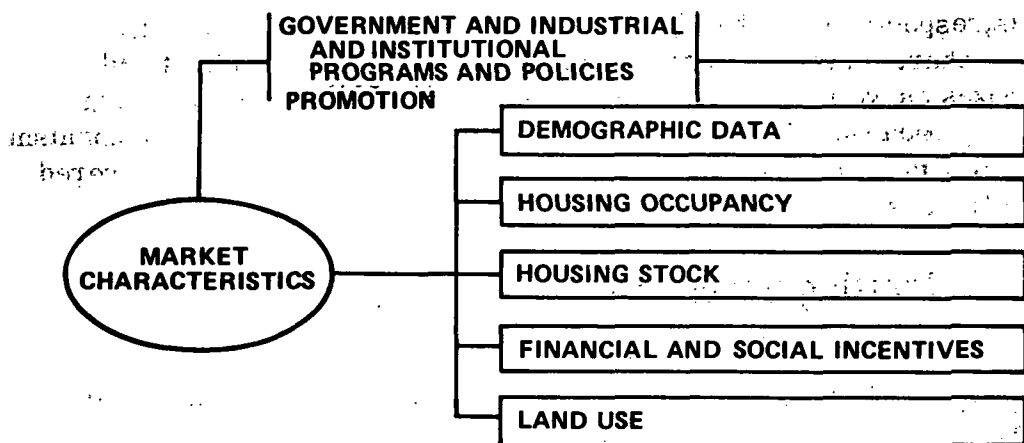 GOVERNMENT AND INDUSTRIAL
AND INSTITUTIONAL
PROGRAMS AND POLICIES
PROMOTION
DEMOGRAPHIC DATA
HOUSING OCCUPANCY
MARKET
CHARACTERISTICS
HOUSING STOCK
FINANCIAL AND SOCIAL INCENTIVES
LAND USE